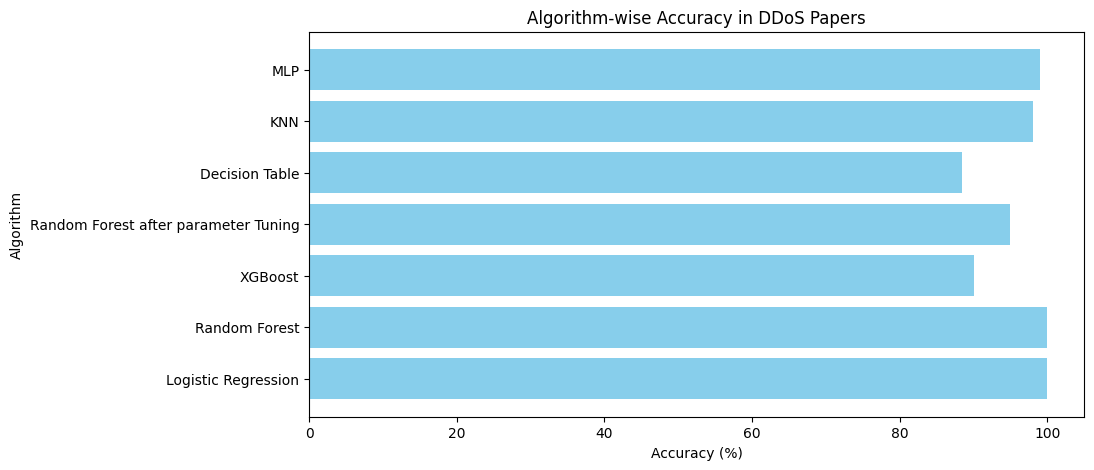 Algorithm-wise Accuracy in DDoS Papers
Algorithm
MLP
KNN
Decision Table
Random Forest after parameter Tuning
XGBoost
Random Forest
Logistic Regression
0 20 40 60 80 100
Accuracy (%)